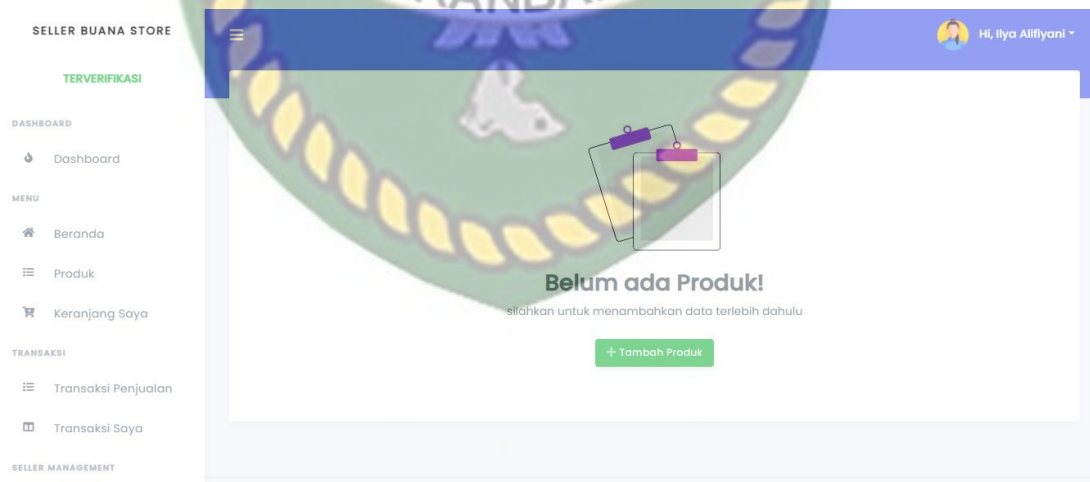 SELLER BUANA STORE
TERVERIFIKASI
DASHBOARD
Dashboard
MENU
Beranda
Produk
Keranjang Saya
TRANSAKSI
Transaksi Penjualan
Transaksi Saya
SELLER MANAGEMENT
Hi, Ilya Alifiyani
Belum ada Produk!
silahkan untuk menambahkan data terlebih dahulu
+ Tambah Produk